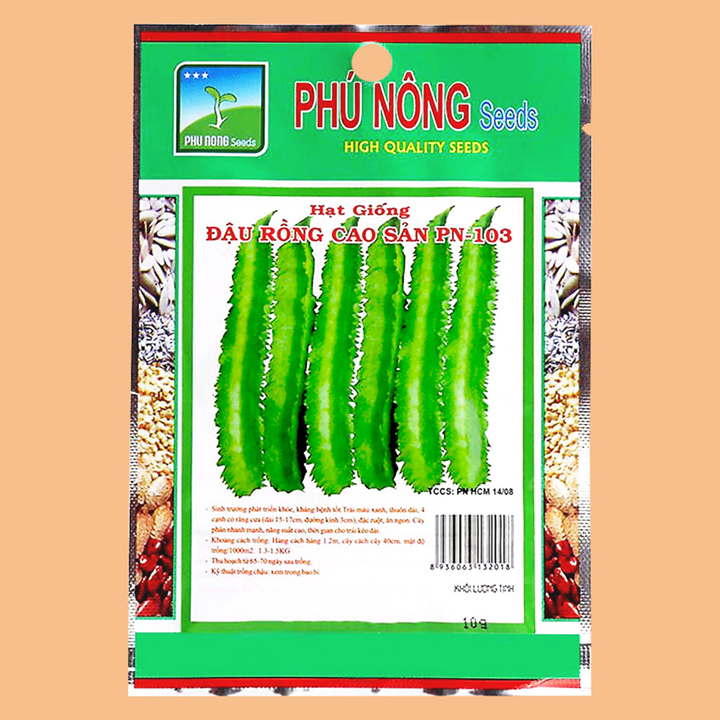 PHÚ NÔNG Seeds
HIGH QUALITY SEEDS
PHU NONG Seeds
Hạt Giống
ĐẬU RỒNG CAO SẢN PN-103
TCCS: PN HCM 14/08
- Sinh trưởng phát triển khỏe, kháng bệnh tốt. Trái màu xanh, thuôn dài, 4
cạnh có răng cưa (dài 15-17cm, đường kính 3cm), đặc ruột, ăn ngon. Cây
phân nhánh mạnh, năng suất cao, thời gian cho trái kéo dài.
- Khoảng cách trồng: Hàng cách hàng 1.2m, cây cách cây 40cm. mật độ
trồng/1000m2: 1.3-1.5KG
- Thu hoạch từ 65-70 ngày sau trồng.
- Kỹ thuật trồng chậu: xem trong bao bì
8 936063 132018
KHỐI LƯỢNG TỊNH
10g